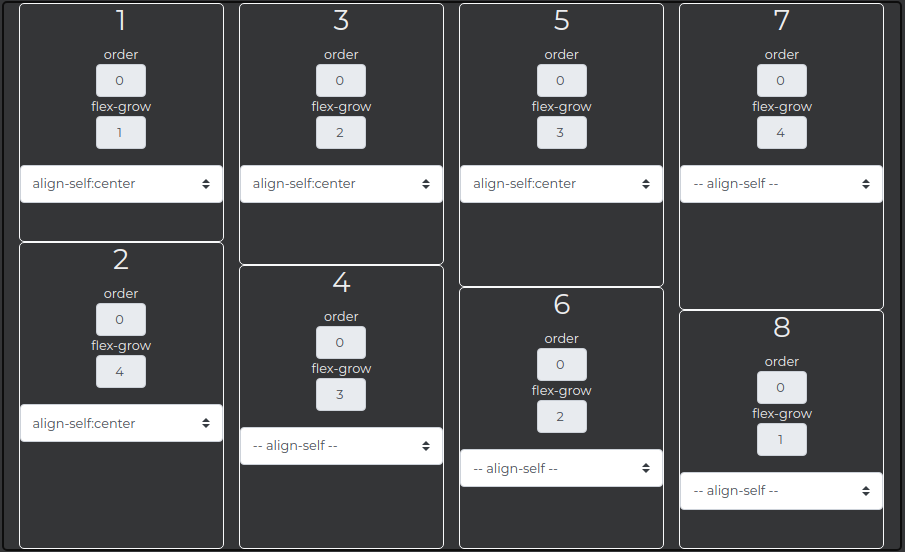 1
order
0
flex-grow
1
align-self:center
2
order
0
flex-grow
4
align-self:center
3
order
0
flex-grow
2
align-self:center
4
order
0
flex-grow
3
-- align-self --
5
order
0
flex-grow
3
align-self:center
6
order
0
flex-grow
2
-- align-self --
7
order
0
flex-grow
4
-- align-self --
8
order
0
flex-grow
1
-- align-self --